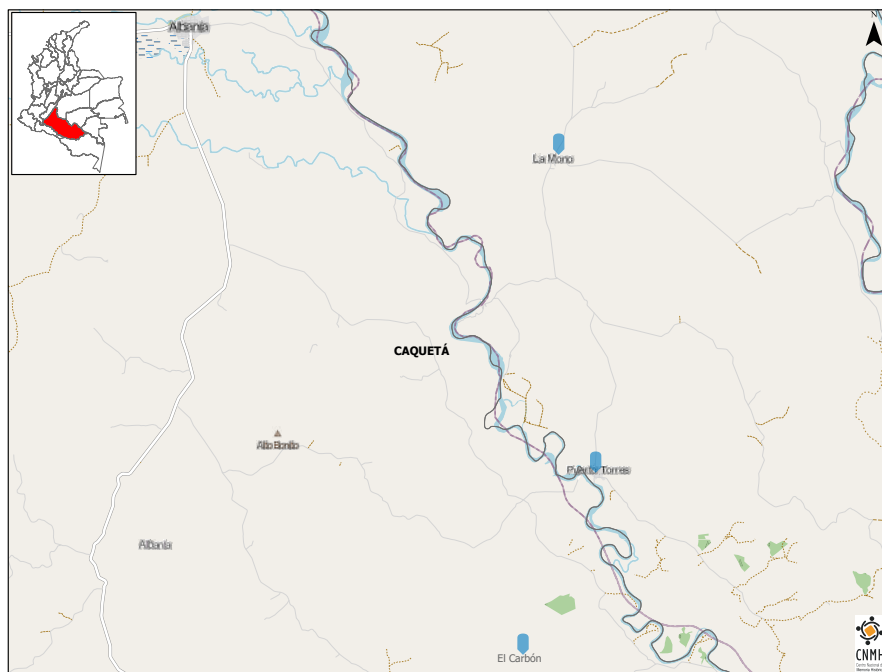 Albania
N
La Mono
CAQUETÁ
Alto Bonito
Puerto Torres
Albania
El Carbón
CNMH